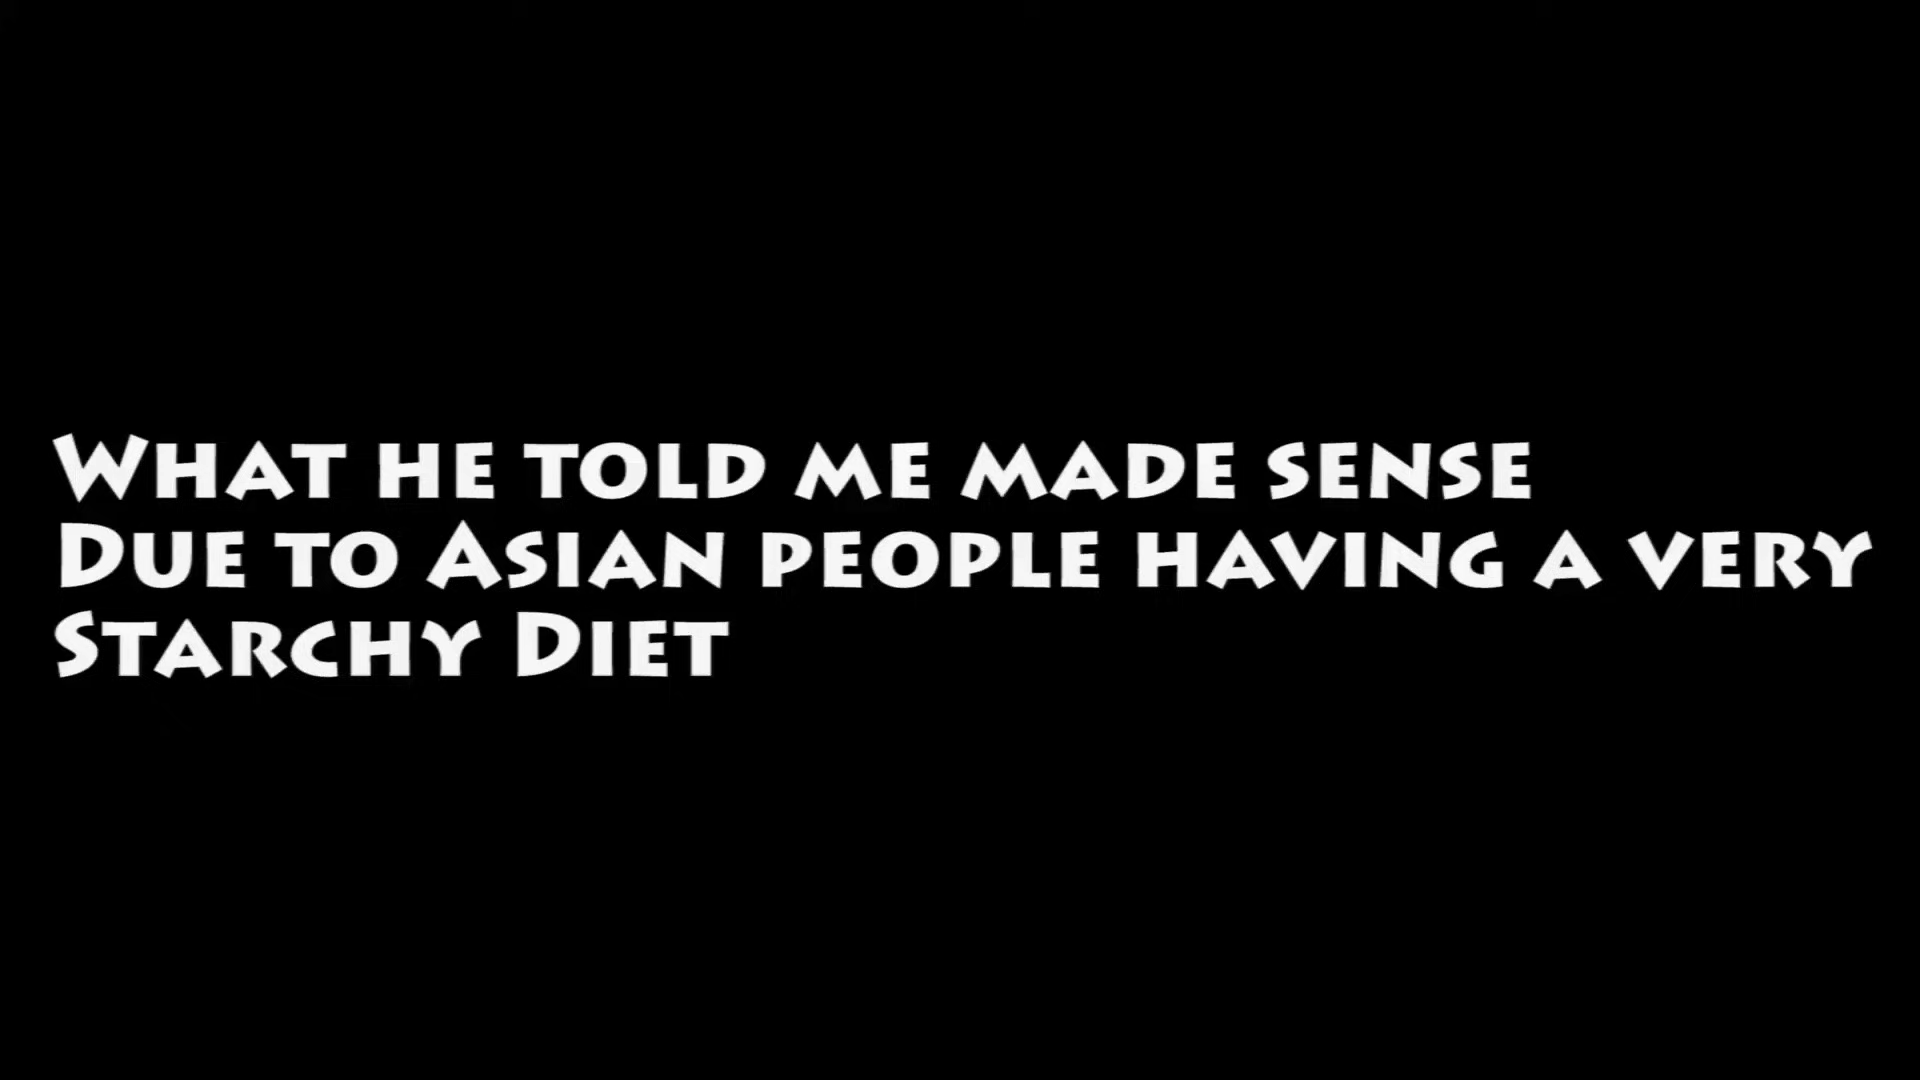 What he told me made sense
Due to Asian people having a very
Starchy Diet